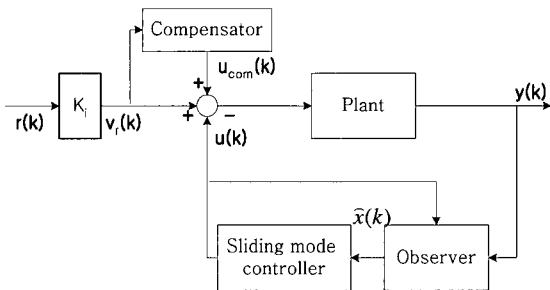 Compensator
u_com(k)
+
K_i
Plant
y(k)
r(k)
v_r(k)
+
−
u(k)
x̂(k)
Sliding mode
controller
Observer